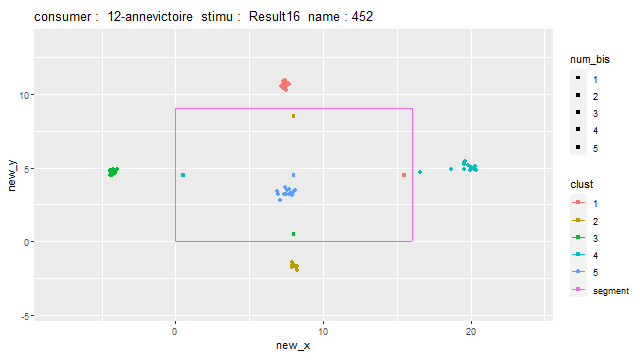 consumer : 12-annevictoire stimu : Result16 name : 452
new_y
10
5
0
-5
0
10
20
new_x
num_bis
1
2
3
4
5
clust
1
2
3
4
5
segment